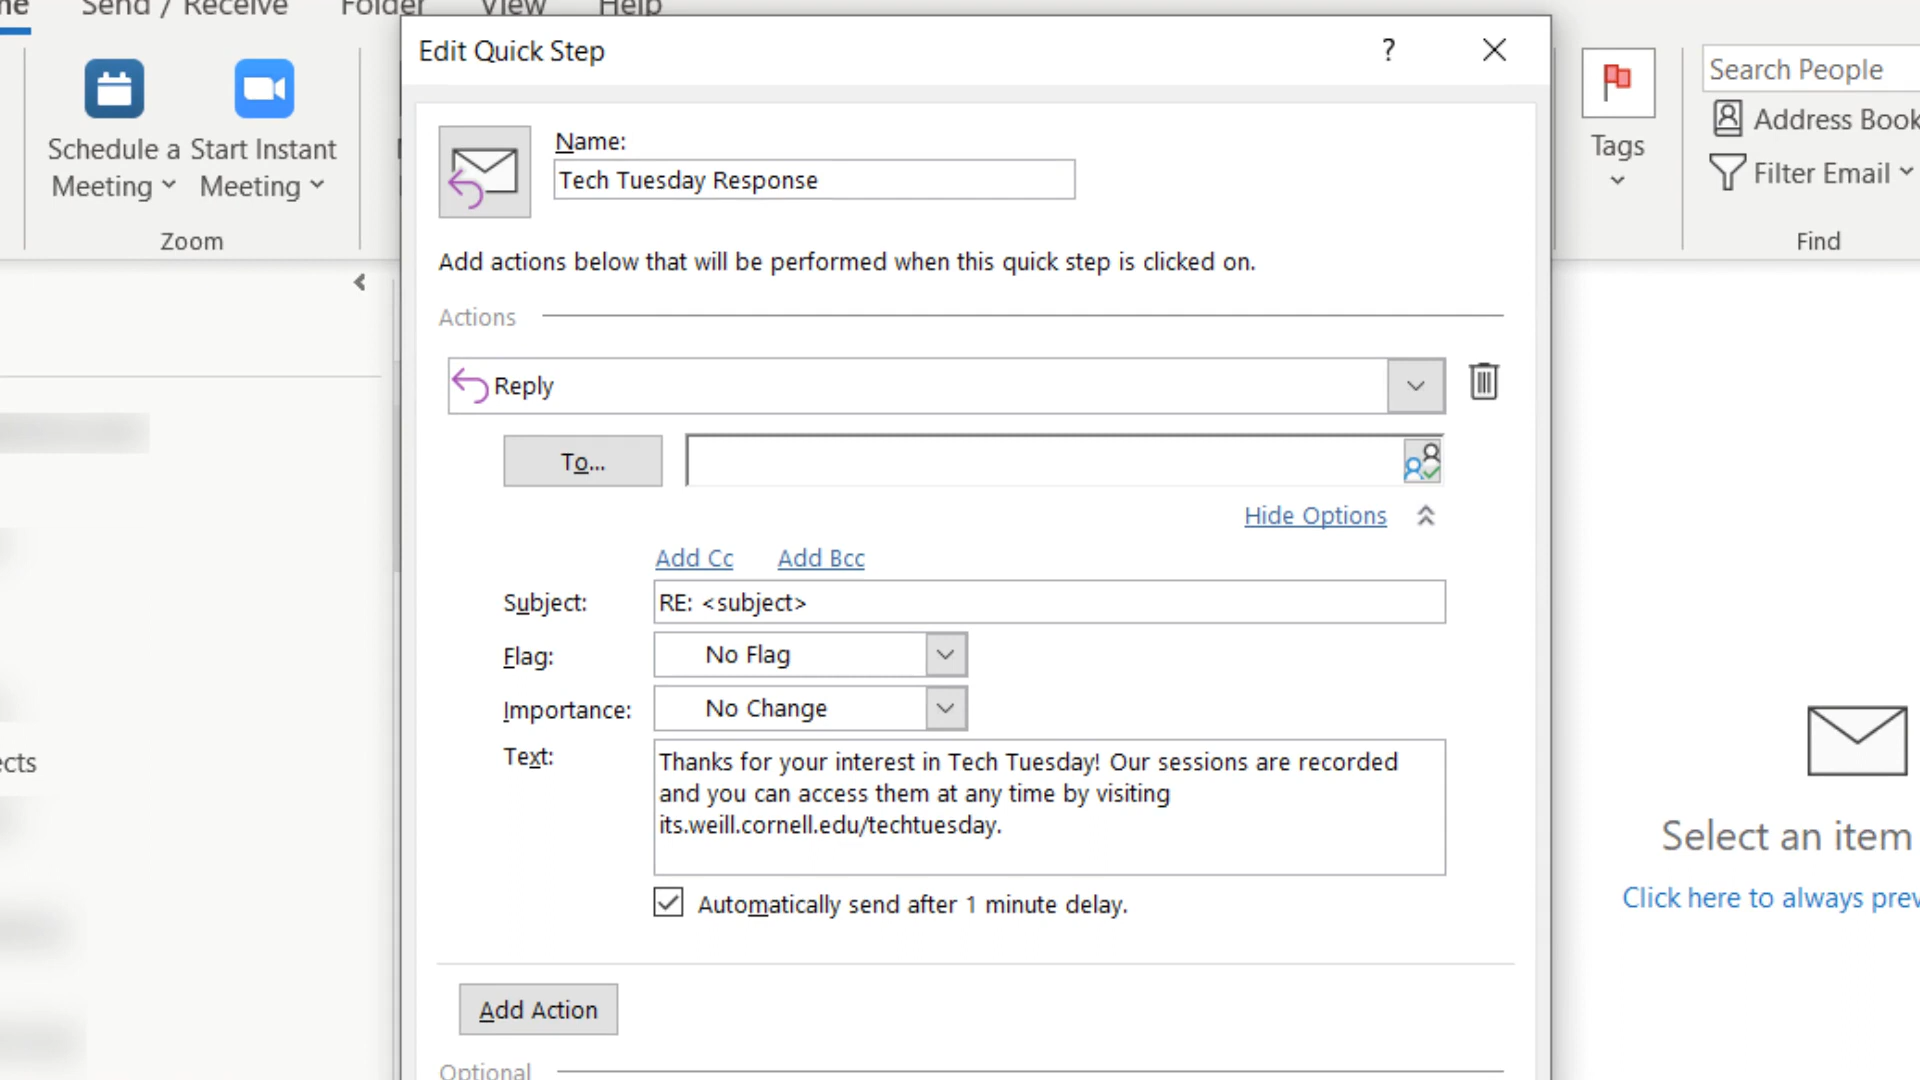 Send / Receive
Folder
View
Help
Edit Quick Step
?
Search People
Name:
Address Book
Schedule a
Meeting
Start Instant
Meeting
Tags
Tech Tuesday Response
Filter Email
Zoom
Find
Add actions below that will be performed when this quick step is clicked on.
Actions
Reply
To...
Hide Options
Add Cc
Add Bcc
Subject:
RE: <subject>
Flag:
No Flag
Importance:
No Change
Text:
Thanks for your interest in Tech Tuesday! Our sessions are recorded
and you can access them at any time by visiting
its.weill.cornell.edu/techtuesday.
Select an item
Click here to always prev
Automatically send after 1 minute delay.
Add Action
Optional